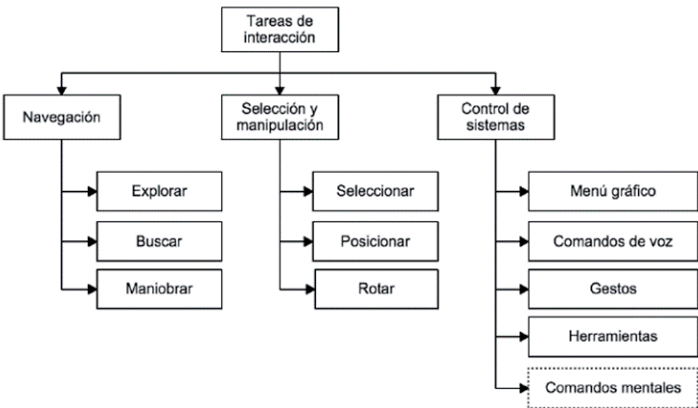 Tareas de
interacción
Navegación
Selección y
manipulación
Control de
sistemas
Explorar
Seleccionar
Menú gráfico
Buscar
Posicionar
Comandos de voz
Maniobrar
Rotar
Gestos
Herramientas
Comandos mentales